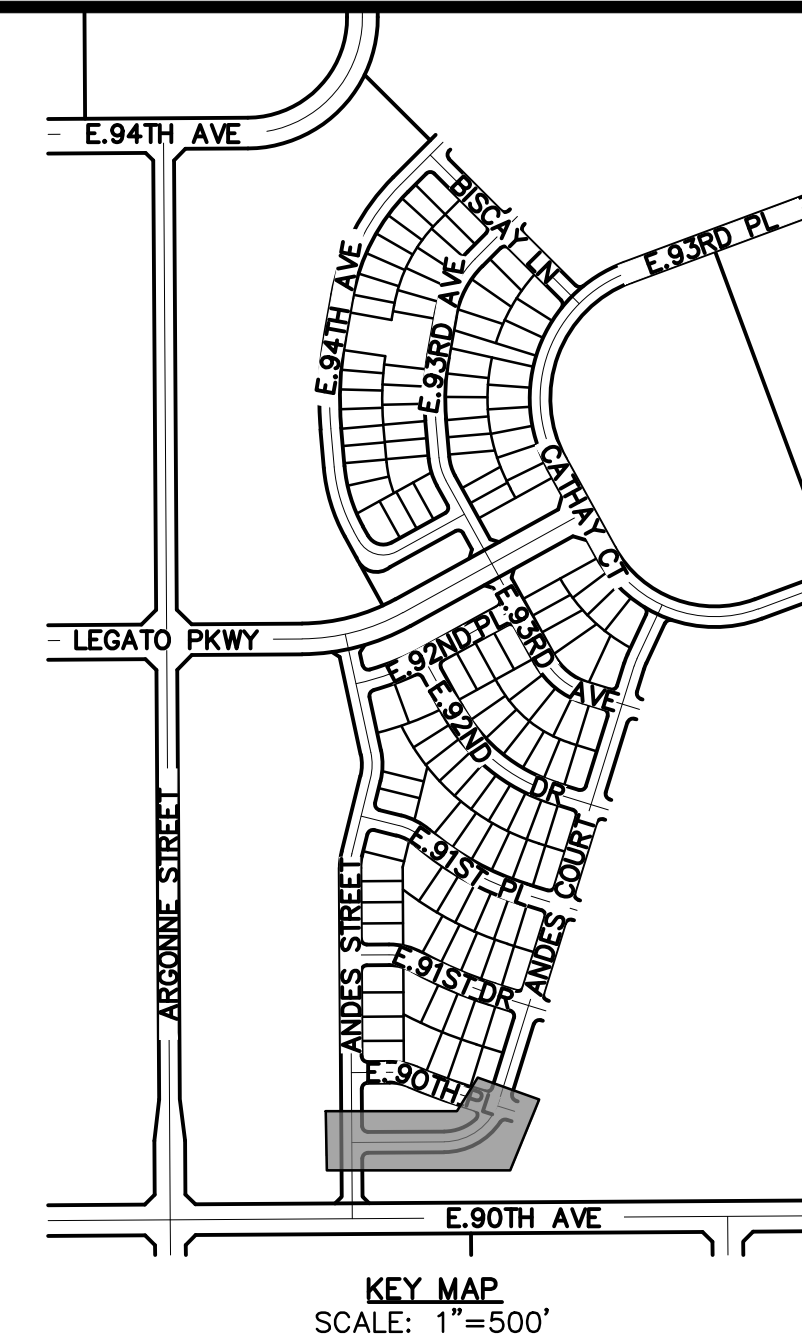 E.94TH AVE
BISCAY LN
E.93RD PL
E.94TH AVE
E.93RD AVE
CATHAY CT
LEGATO PKWY
E.92ND PL
E.93RD AVE
E.92ND DR
ARGONNE STREET
E.91ST PL
ANDES COURT
ANDES STREET
E.91ST DR
E.90TH PL
E.90TH AVE
KEY MAP
SCALE: 1"=500'